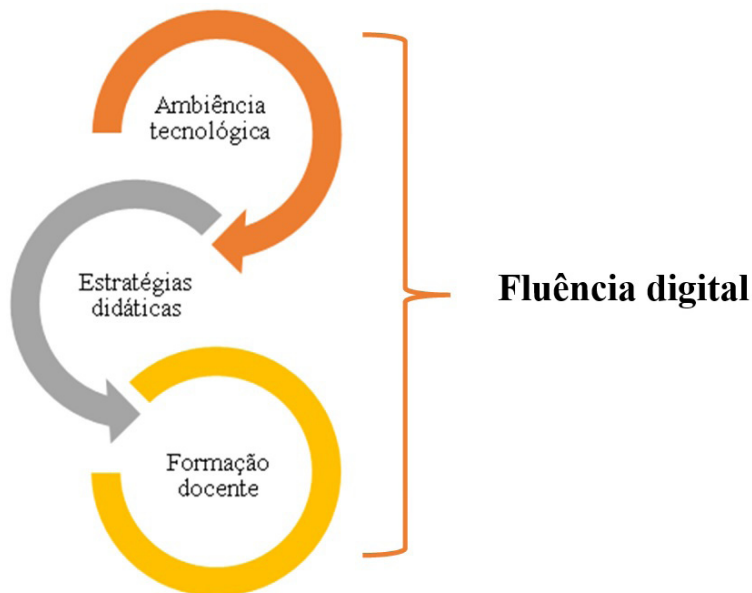 Ambiência
tecnológica
Estratégias
didáticas
Fluência digital
Formação
docente